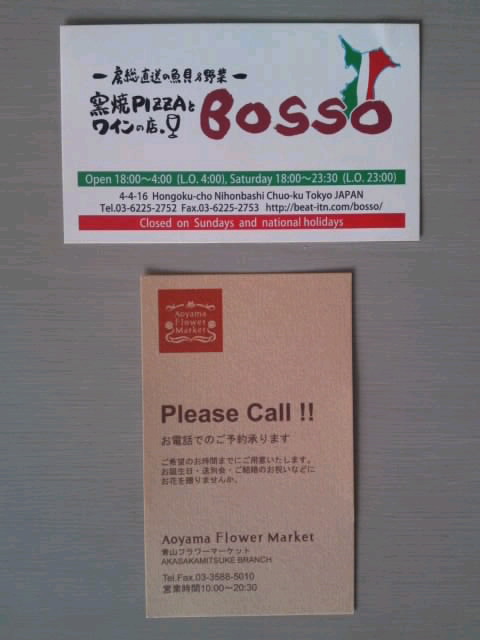 房総直送の魚貝&野菜
窯焼PIZZAと
ワインの店。
BOSSO
Open 18:00〜4:00 (L.O. 4:00), Saturday 18:00〜23:30 (L.O. 23:00)
4-4-16 Hongoku-cho Nihonbashi Chuo-ku Tokyo JAPAN
Tel.03-6225-2752 Fax.03-6225-2753 http://beat-itn.com/bosso/
Closed on Sundays and national holidays
Aoyama
Flower
Market
Please Call !!
お電話でのご予約承ります
ご希望のお時間までにご用意いたします。
お誕生日・送別会・ご結婚のお祝いなどに
お花を贈りませんか。
Aoyama Flower Market
青山フラワーマーケット
AKASAKAMITSUKE BRANCH
Tel.Fax.03-3588-5010
営業時間10:00〜20:30